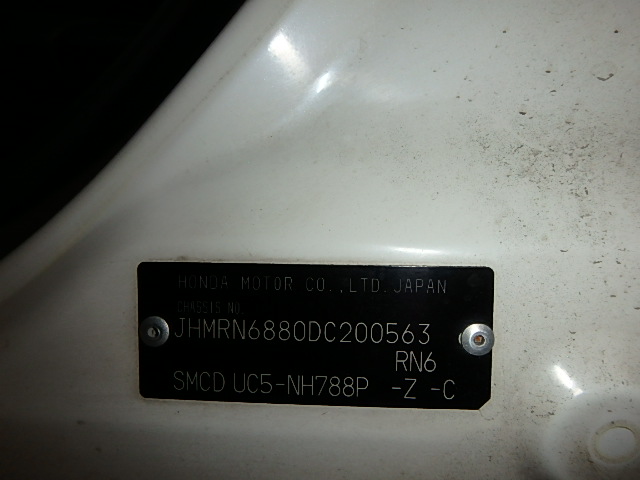 HONDA MOTOR CO.,LTD.JAPAN
CHASSIS NO.
JHMRN6880DC200563
RN6
SMCD UC5-NH788P -Z -C